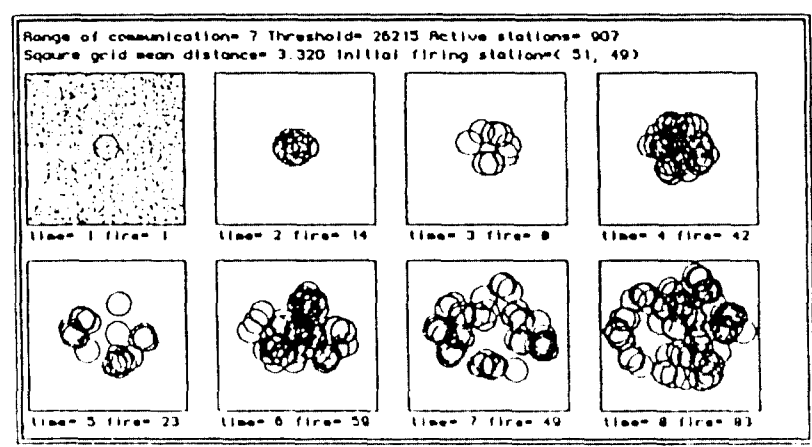 Range of communication= 7 Threshold= 26215 Active stations= 907
Sqaure grid mean distance= 3.320 Initial firing station=( 51, 49)
time= 1 fire= 1
time= 2 fire= 14
time= 3 fire= 8
time= 4 fire= 42
time= 5 fire= 23
time= 6 fire= 59
time= 7 fire= 49
time= 8 fire= 83